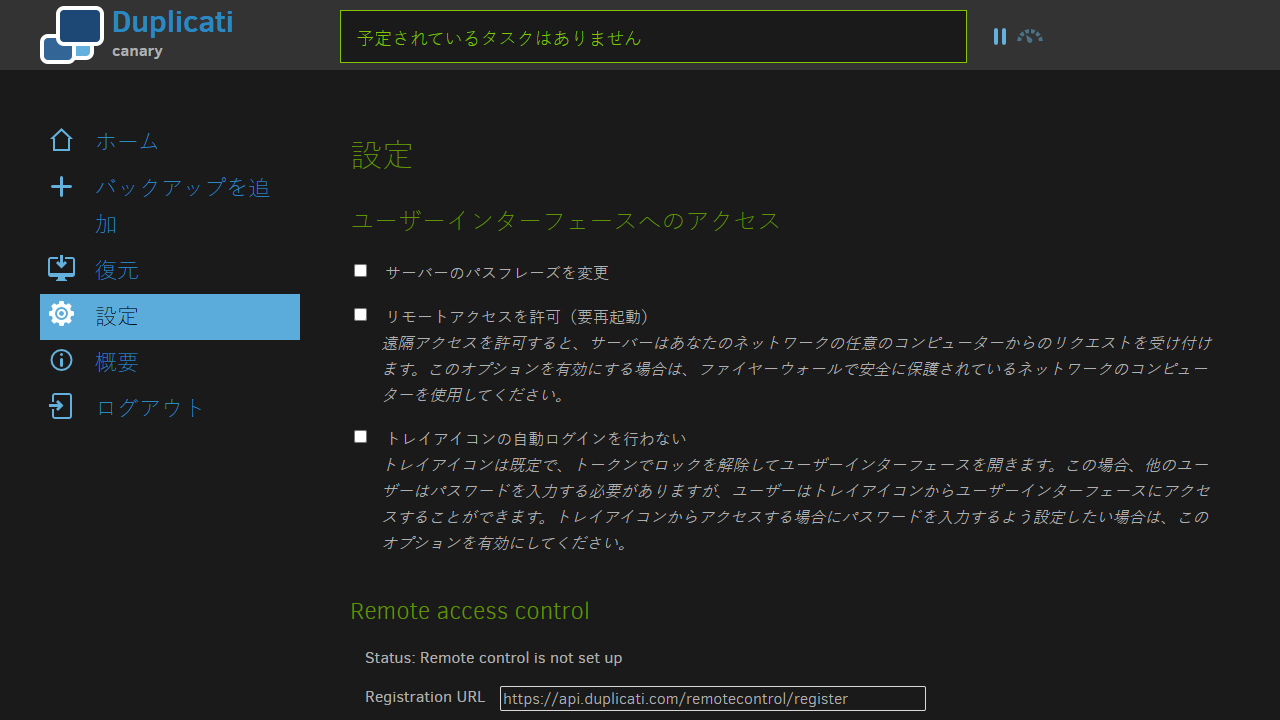 Duplicati
canary
予定されているタスクはありません
ホーム
バックアップを追
加
復元
設定
概要
ログアウト
設定
ユーザーインターフェースへのアクセス
サーバーのパスフレーズを変更
リモートアクセスを許可（要再起動）
遠隔アクセスを許可すると、サーバーはあなたのネットワークの任意のコンピューターからのリクエストを受け付け
ます。このオプションを有効にする場合は、ファイヤーウォールで安全に保護されているネットワークのコンピュー
ターを使用してください。
トレイアイコンの自動ログインを行わない
トレイアイコンは既定で、トークンでロックを解除してユーザーインターフェースを開きます。この場合、他のユー
ザーはパスワードを入力する必要がありますが、ユーザーはトレイアイコンからユーザーインターフェースにアクセ
スすることができます。トレイアイコンからアクセスする場合にパスワードを入力するよう設定したい場合は、この
オプションを有効にしてください。
Remote access control
Status: Remote control is not set up
Registration URL https://api.duplicati.com/remotecontrol/register